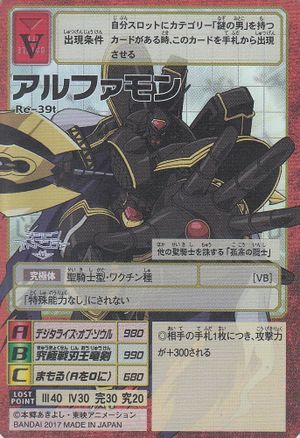 V
自分スロットにカテゴリー「謎の男」を持つ
出現条件
カードがある時、このカードを手札から出現
させる
アルファモン
Re-39t
他の聖騎士を誅する「孤高の闘士」
究極体
聖騎士型・ワクチン種
[VB]
「特殊能力なし」にされない
A デジタライズ・オブ・ソウル 980
B 究極戦刃王竜剣 990
C まもる(Aを0に) 680
◎相手の手札1枚につき、攻撃力
が+300される
LOST POINT Ⅲ40 Ⅳ30 完30 究20
©本郷あきよし・東映アニメーション
BANDAI 2017 MADE IN JAPAN